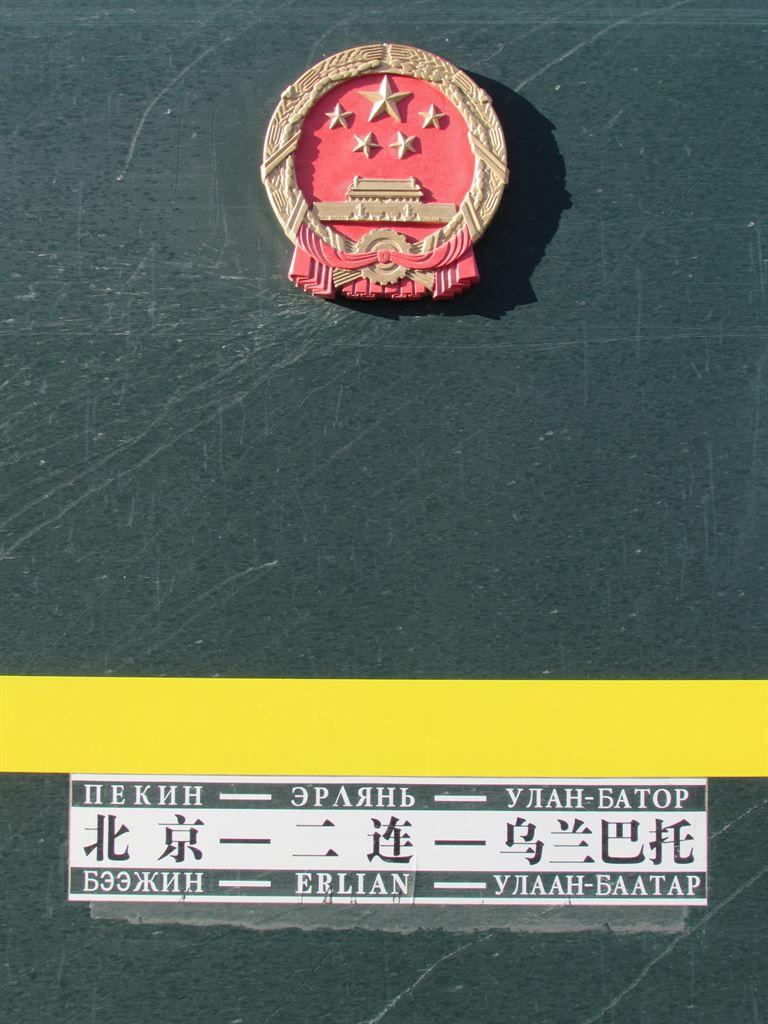 ПЕКИН — ЭРЛЯНЬ — УЛАН-БАТОР
北京—二连—乌兰巴托
БЭЭЖИН — ERLIAN — УЛААН-БААТАР